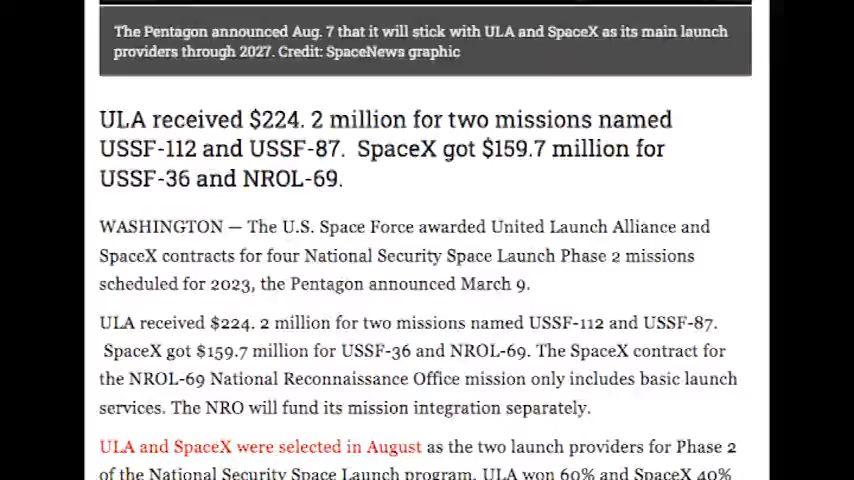 The Pentagon announced Aug. 7 that it will stick with ULA and SpaceX as its main launch
providers through 2027. Credit: SpaceNews graphic
ULA received $224. 2 million for two missions named
USSF-112 and USSF-87.  SpaceX got $159.7 million for
USSF-36 and NROL-69.
WASHINGTON — The U.S. Space Force awarded United Launch Alliance and
SpaceX contracts for four National Security Space Launch Phase 2 missions
scheduled for 2023, the Pentagon announced March 9.
ULA received $224. 2 million for two missions named USSF-112 and USSF-87.
SpaceX got $159.7 million for USSF-36 and NROL-69. The SpaceX contract for
the NROL-69 National Reconnaissance Office mission only includes basic launch
services. The NRO will fund its mission integration separately.
ULA and SpaceX were selected in August as the two launch providers for Phase 2
of the National Security Space Launch program. ULA won 60% and SpaceX 40%